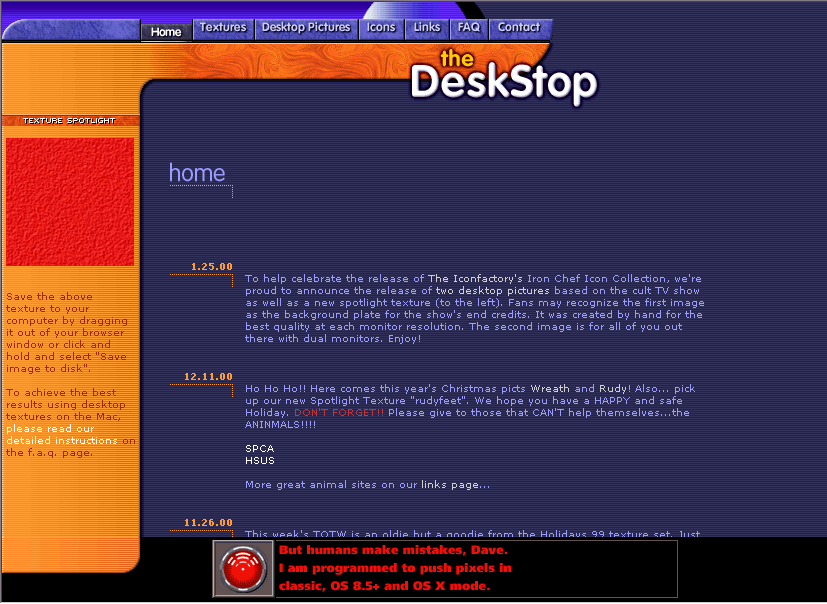 Home
Textures
Desktop Pictures
Icons
Links
FAQ
Contact
the
DeskStop
TEXTURE SPOTLIGHT
Save the above
texture to your
computer by dragging
it out of your browser
window or click and
hold and select "Save
image to disk".
To achieve the best
results using desktop
textures on the Mac,
please read our
detailed instructions on
the f.a.q. page.
home
1.25.00
To help celebrate the release of The Iconfactory's Iron Chef Icon Collection, we're
proud to announce the release of two desktop pictures based on the cult TV show
as well as a new spotlight texture (to the left). Fans may recognize the first image
as the background plate for the show's end credits. It was created by hand for the
best quality at each monitor resolution. The second image is for all of you out
there with dual monitors. Enjoy!
12.11.00
Ho Ho Ho!! Here comes this year's Christmas picts Wreath and Rudy! Also... pick
up our new Spotlight Texture "rudyfeet". We hope you have a HAPPY and safe
Holiday. DON'T FORGET!! Please give to those that CAN'T help themselves...the
ANINMALS!!!!
SPCA
HSUS
More great animal sites on our links page...
11.26.00
This week's TOTW is an oldie but a goodie from the Holidays 99 texture set. Just
But humans make mistakes, Dave.
I am programmed to push pixels in
classic, OS 8.5+ and OS X mode.